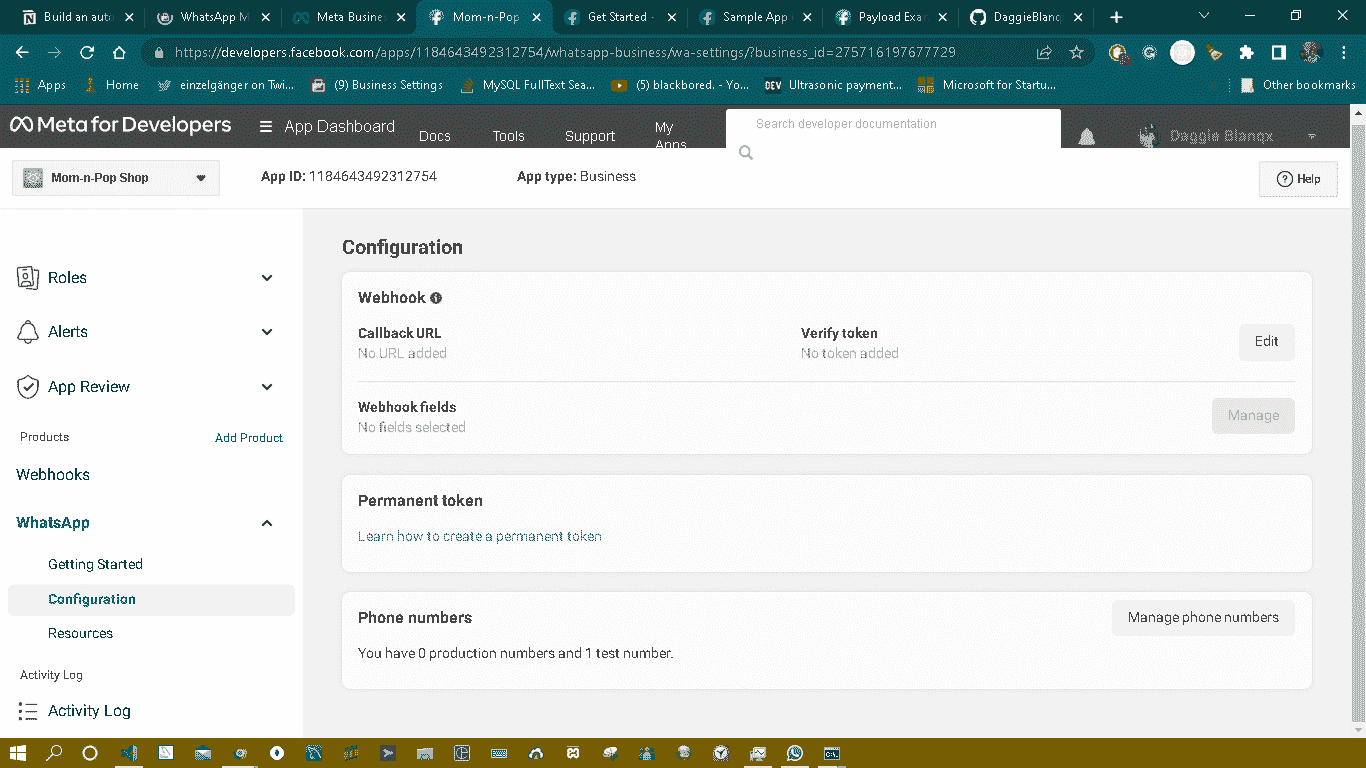 Build an auto
WhatsApp M
Meta Busines
Mom-n-Pop
Get Started -
Sample App
Payload Exar
DaggieBlanq
https://developers.facebook.com/apps/1184643492312754/whatsapp-business/wa-settings/?business_id=275716197677729
Apps
Home
einzelgänger on Twi...
(9) Business Settings
MySQL FullText Sea...
(5) blackbored. - Yo...
DEV
Ultrasonic payment...
Microsoft for Startu...
Other bookmarks
Meta for Developers
App Dashboard
Docs
Tools
Support
My
Apps
Search developer documentation
Daggie Blanqx
Mom-n-Pop Shop
App ID: 1184643492312754
App type: Business
Help
Roles
Alerts
App Review
Products
Add Product
Webhooks
WhatsApp
Getting Started
Configuration
Resources
Activity Log
Activity Log
Configuration
Webhook
Callback URL
No URL added
Verify token
No token added
Edit
Webhook fields
No fields selected
Manage
Permanent token
Learn how to create a permanent token
Phone numbers
Manage phone numbers
You have 0 production numbers and 1 test number.